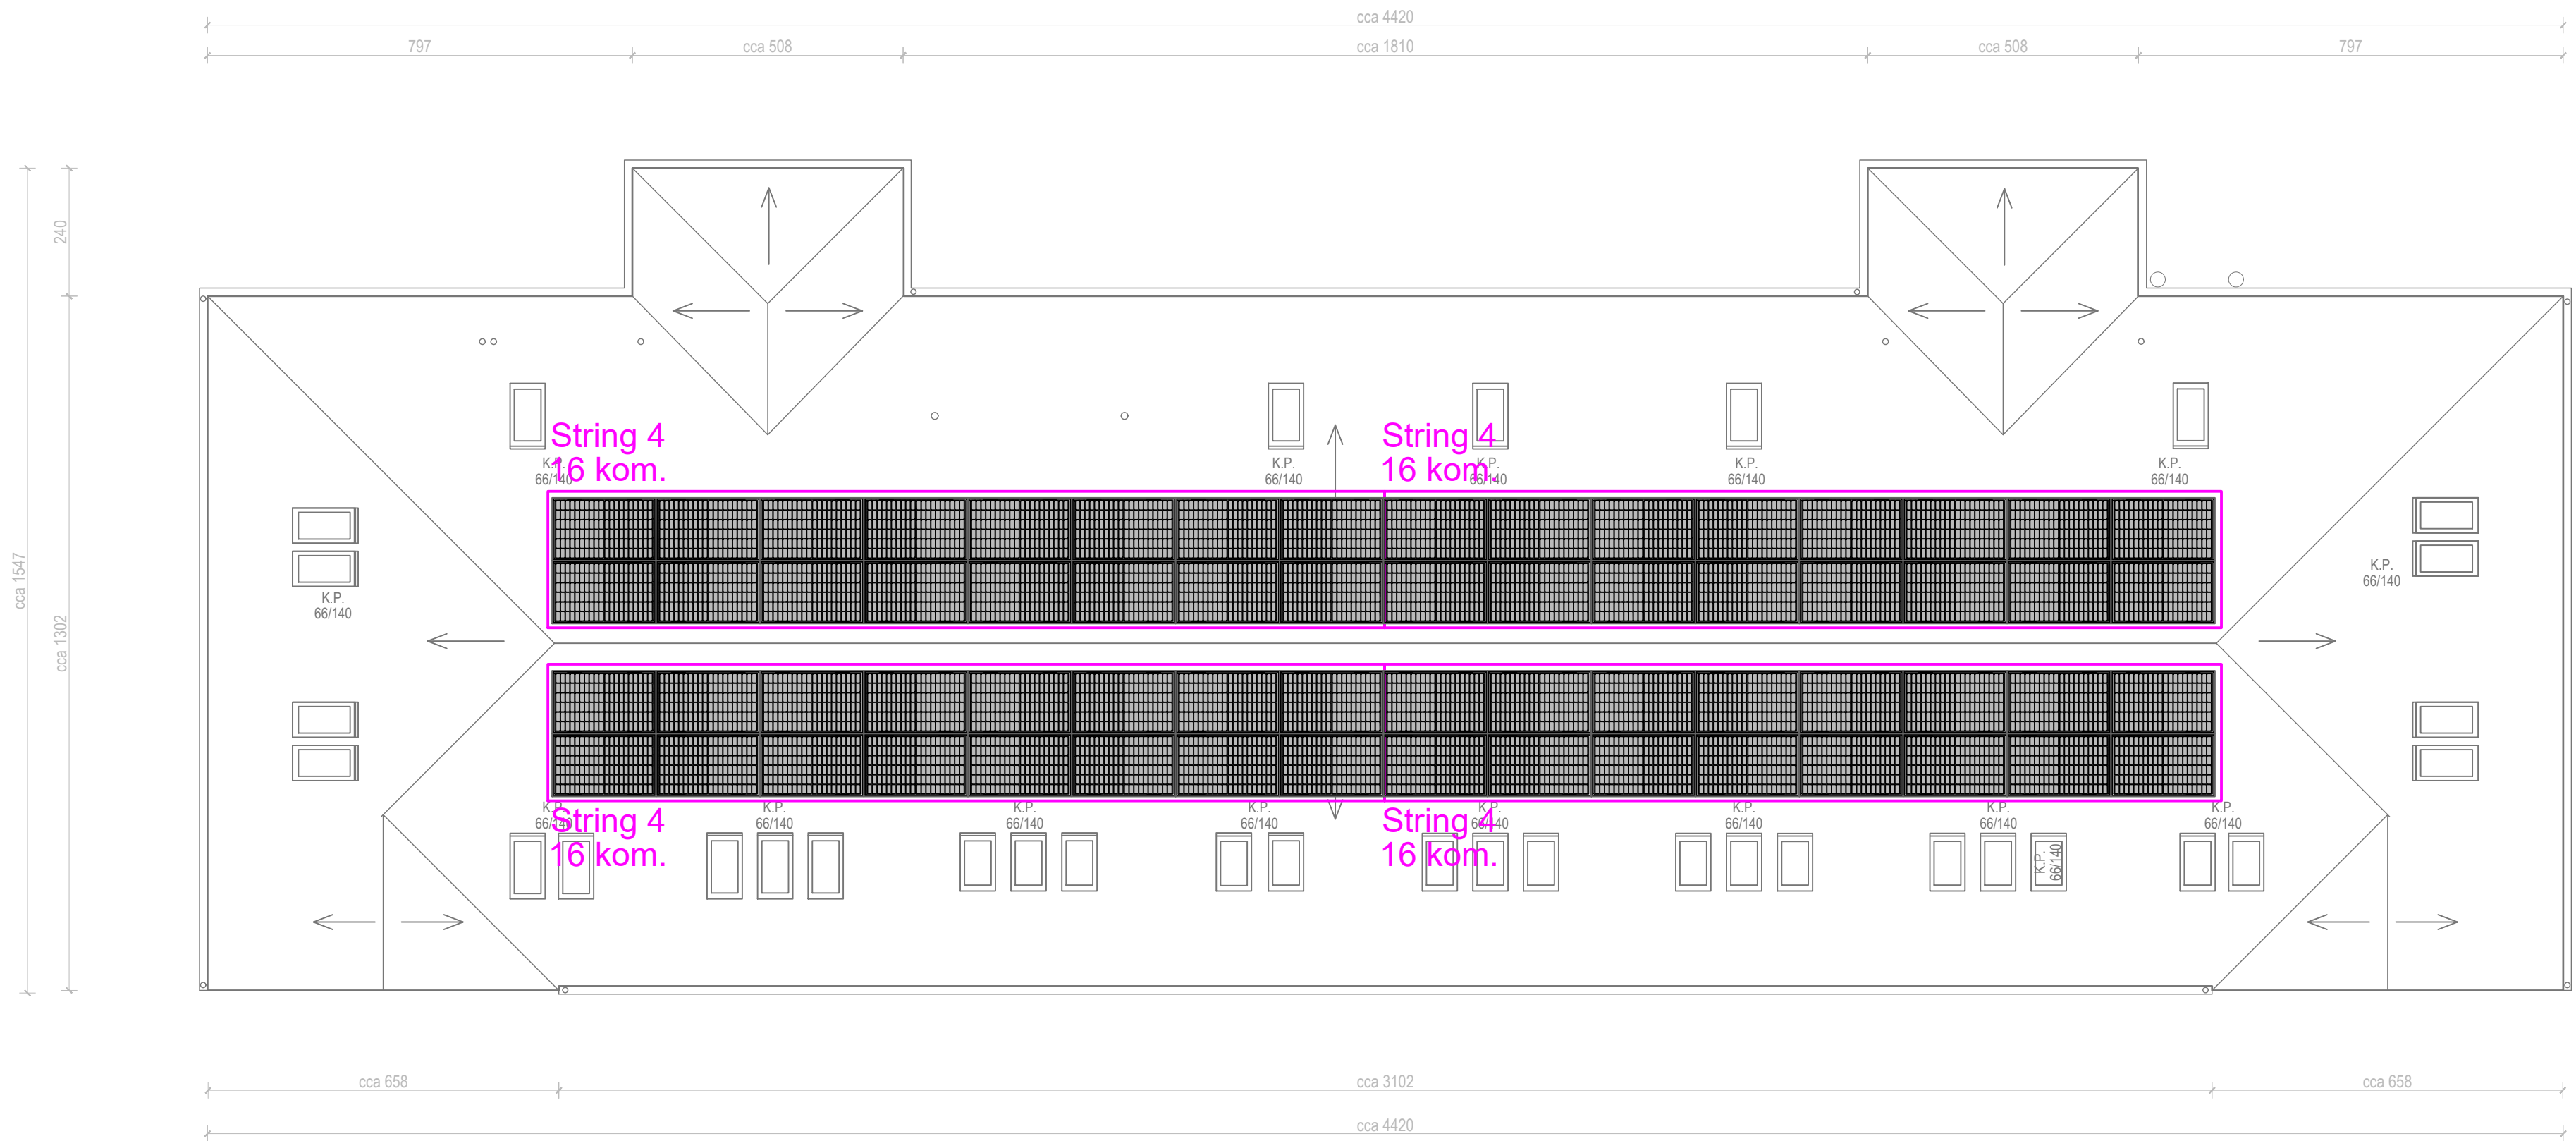 cca 4420
797
cca 508
cca 1810
cca 508
797
240
cca 1547
cca 1302
String 4
16 kom.
String 4
16 kom.
K.P.
66/140
K.P.
66/140
K.P.
66/140
K.P.
66/140
K.P.
66/140
K.P.
66/140
K.P.
66/140
K.P.
66/140
K.P.
66/140
K.P.
66/140
K.P.
66/140
K.P.
66/140
K.P.
66/140
K.P.
66/140
K.P.
66/140
String 4
16 kom.
String 4
16 kom.
K.P.
66/140
cca 658
cca 3102
cca 658
cca 4420